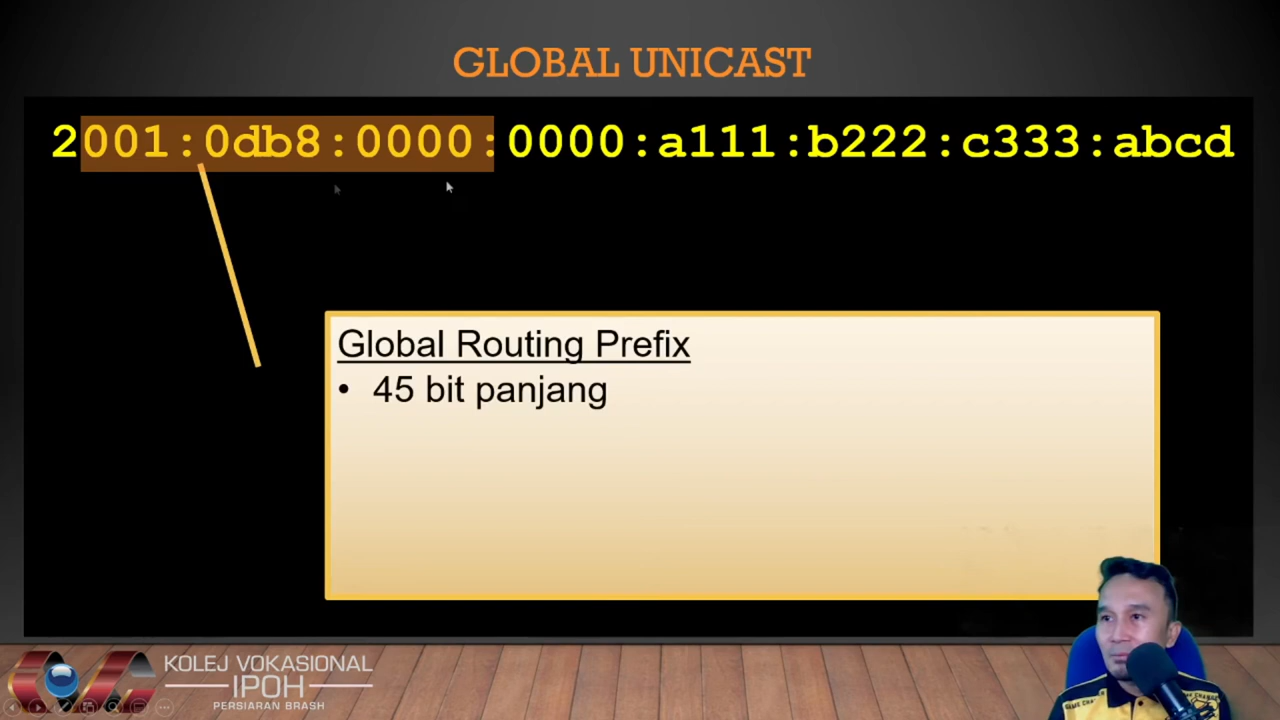 GLOBAL UNICAST
2001:0db8:0000:0000:a111:b222:c333:abcd
Global Routing Prefix
• 45 bit panjang
KOLEJ VOKASIONAL
IPOH
PERSIARAN BRASH